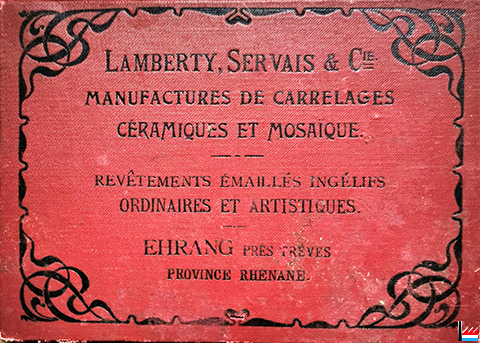 LAMBERTY, SERVAIS & CIE.
MANUFACTURES DE CARRELAGES
CÉRAMIQUES ET MOSAÏQUE.
REVÊTEMENTS ÉMAILLÉS INGÉLIFS
ORDINAIRES ET ARTISTIQUES.
EHRANG PRÈS TRÈVES
PROVINCE RHÉNANE.